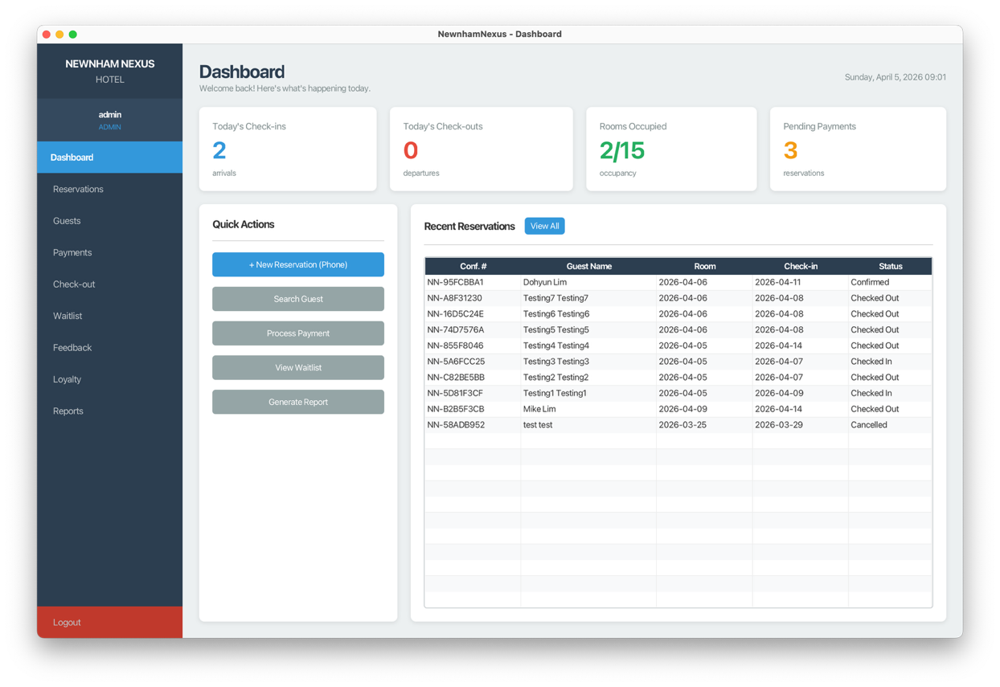 NewnhamNexus - Dashboard
NEWNHAM NEXUS
HOTEL
admin
ADMIN
Dashboard
Reservations
Guests
Payments
Check-out
Waitlist
Feedback
Loyalty
Reports
Logout
Dashboard
Welcome back! Here's what's happening today.
Sunday, April 5, 2026 09:01
Today's Check-ins
2
arrivals
Today's Check-outs
0
departures
Rooms Occupied
2/15
occupancy
Pending Payments
3
reservations
Quick Actions
+ New Reservation (Phone)
Search Guest
Process Payment
View Waitlist
Generate Report
Recent Reservations View All
Conf. # Guest Name Room Check-in Status
NN-95FCBBA1 Dohyun Lim 2026-04-06 2026-04-11 Confirmed
NN-A8F31230 Testing7 Testing7 2026-04-06 2026-04-08 Checked Out
NN-16D5C24E Testing6 Testing6 2026-04-06 2026-04-08 Checked Out
NN-74D7576A Testing5 Testing5 2026-04-06 2026-04-08 Checked Out
NN-855F8046 Testing4 Testing4 2026-04-05 2026-04-14 Checked Out
NN-5A6FCC25 Testing3 Testing3 2026-04-05 2026-04-07 Checked In
NN-C82BE5BB Testing2 Testing2 2026-04-05 2026-04-07 Checked Out
NN-5D81F3CF Testing1 Testing1 2026-04-05 2026-04-09 Checked In
NN-B2B5F3CB Mike Lim 2026-04-09 2026-04-14 Checked Out
NN-58ADB952 test test 2026-03-25 2026-03-29 Cancelled